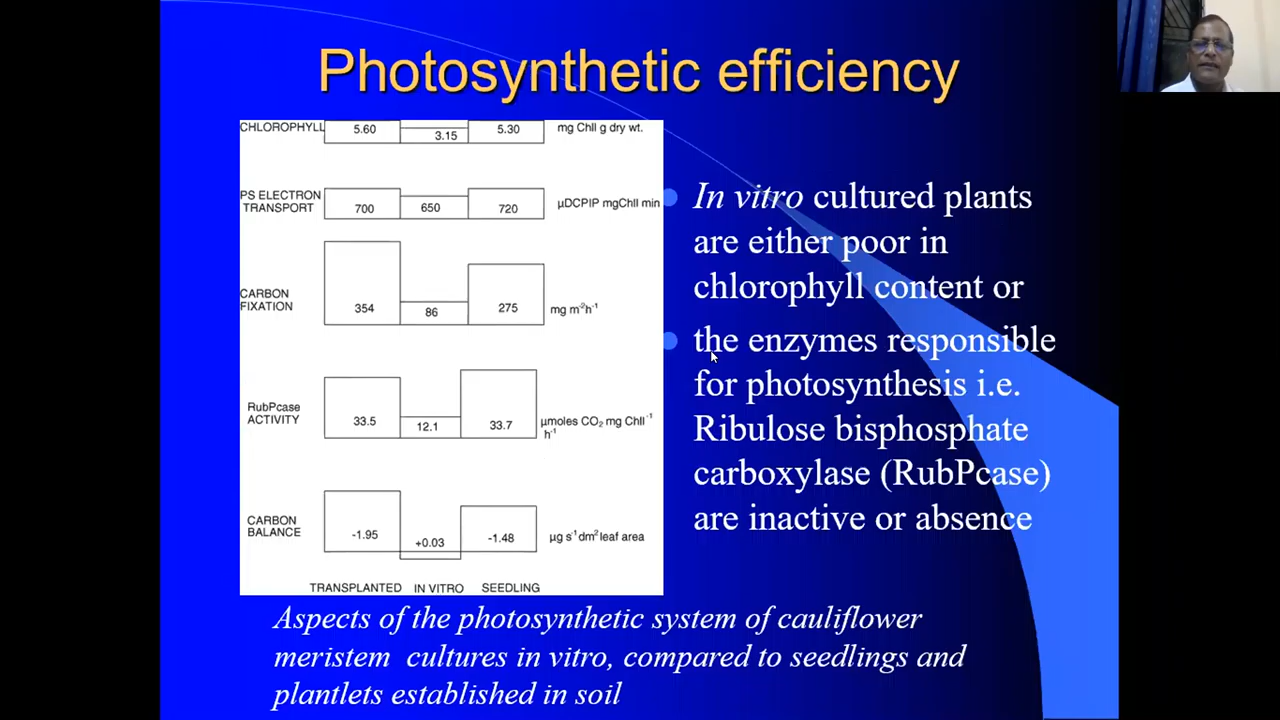 Photosynthetic efficiency
CHLOROPHYLL 5.60 3.15 5.30 mg Chll g dry wt.
PS ELECTRON
TRANSPORT 700 650 720 µDCPIP mgChll min
CARBON
FIXATION 354 86 275 mg m⁻²h⁻¹
RubPcase
ACTIVITY 33.5 12.1 33.7 µmoles CO₂ mg Chll⁻¹
h⁻¹
CARBON
BALANCE -1.95 +0.03 -1.48 µg s⁻¹dm²leaf area
TRANSPLANTED IN VITRO SEEDLING
In vitro cultured plants
are either poor in
chlorophyll content or
the enzymes responsible
for photosynthesis i.e.
Ribulose bisphosphate
carboxylase (RubPcase)
are inactive or absence
Aspects of the photosynthetic system of cauliflower
meristem cultures in vitro, compared to seedlings and
plantlets established in soil